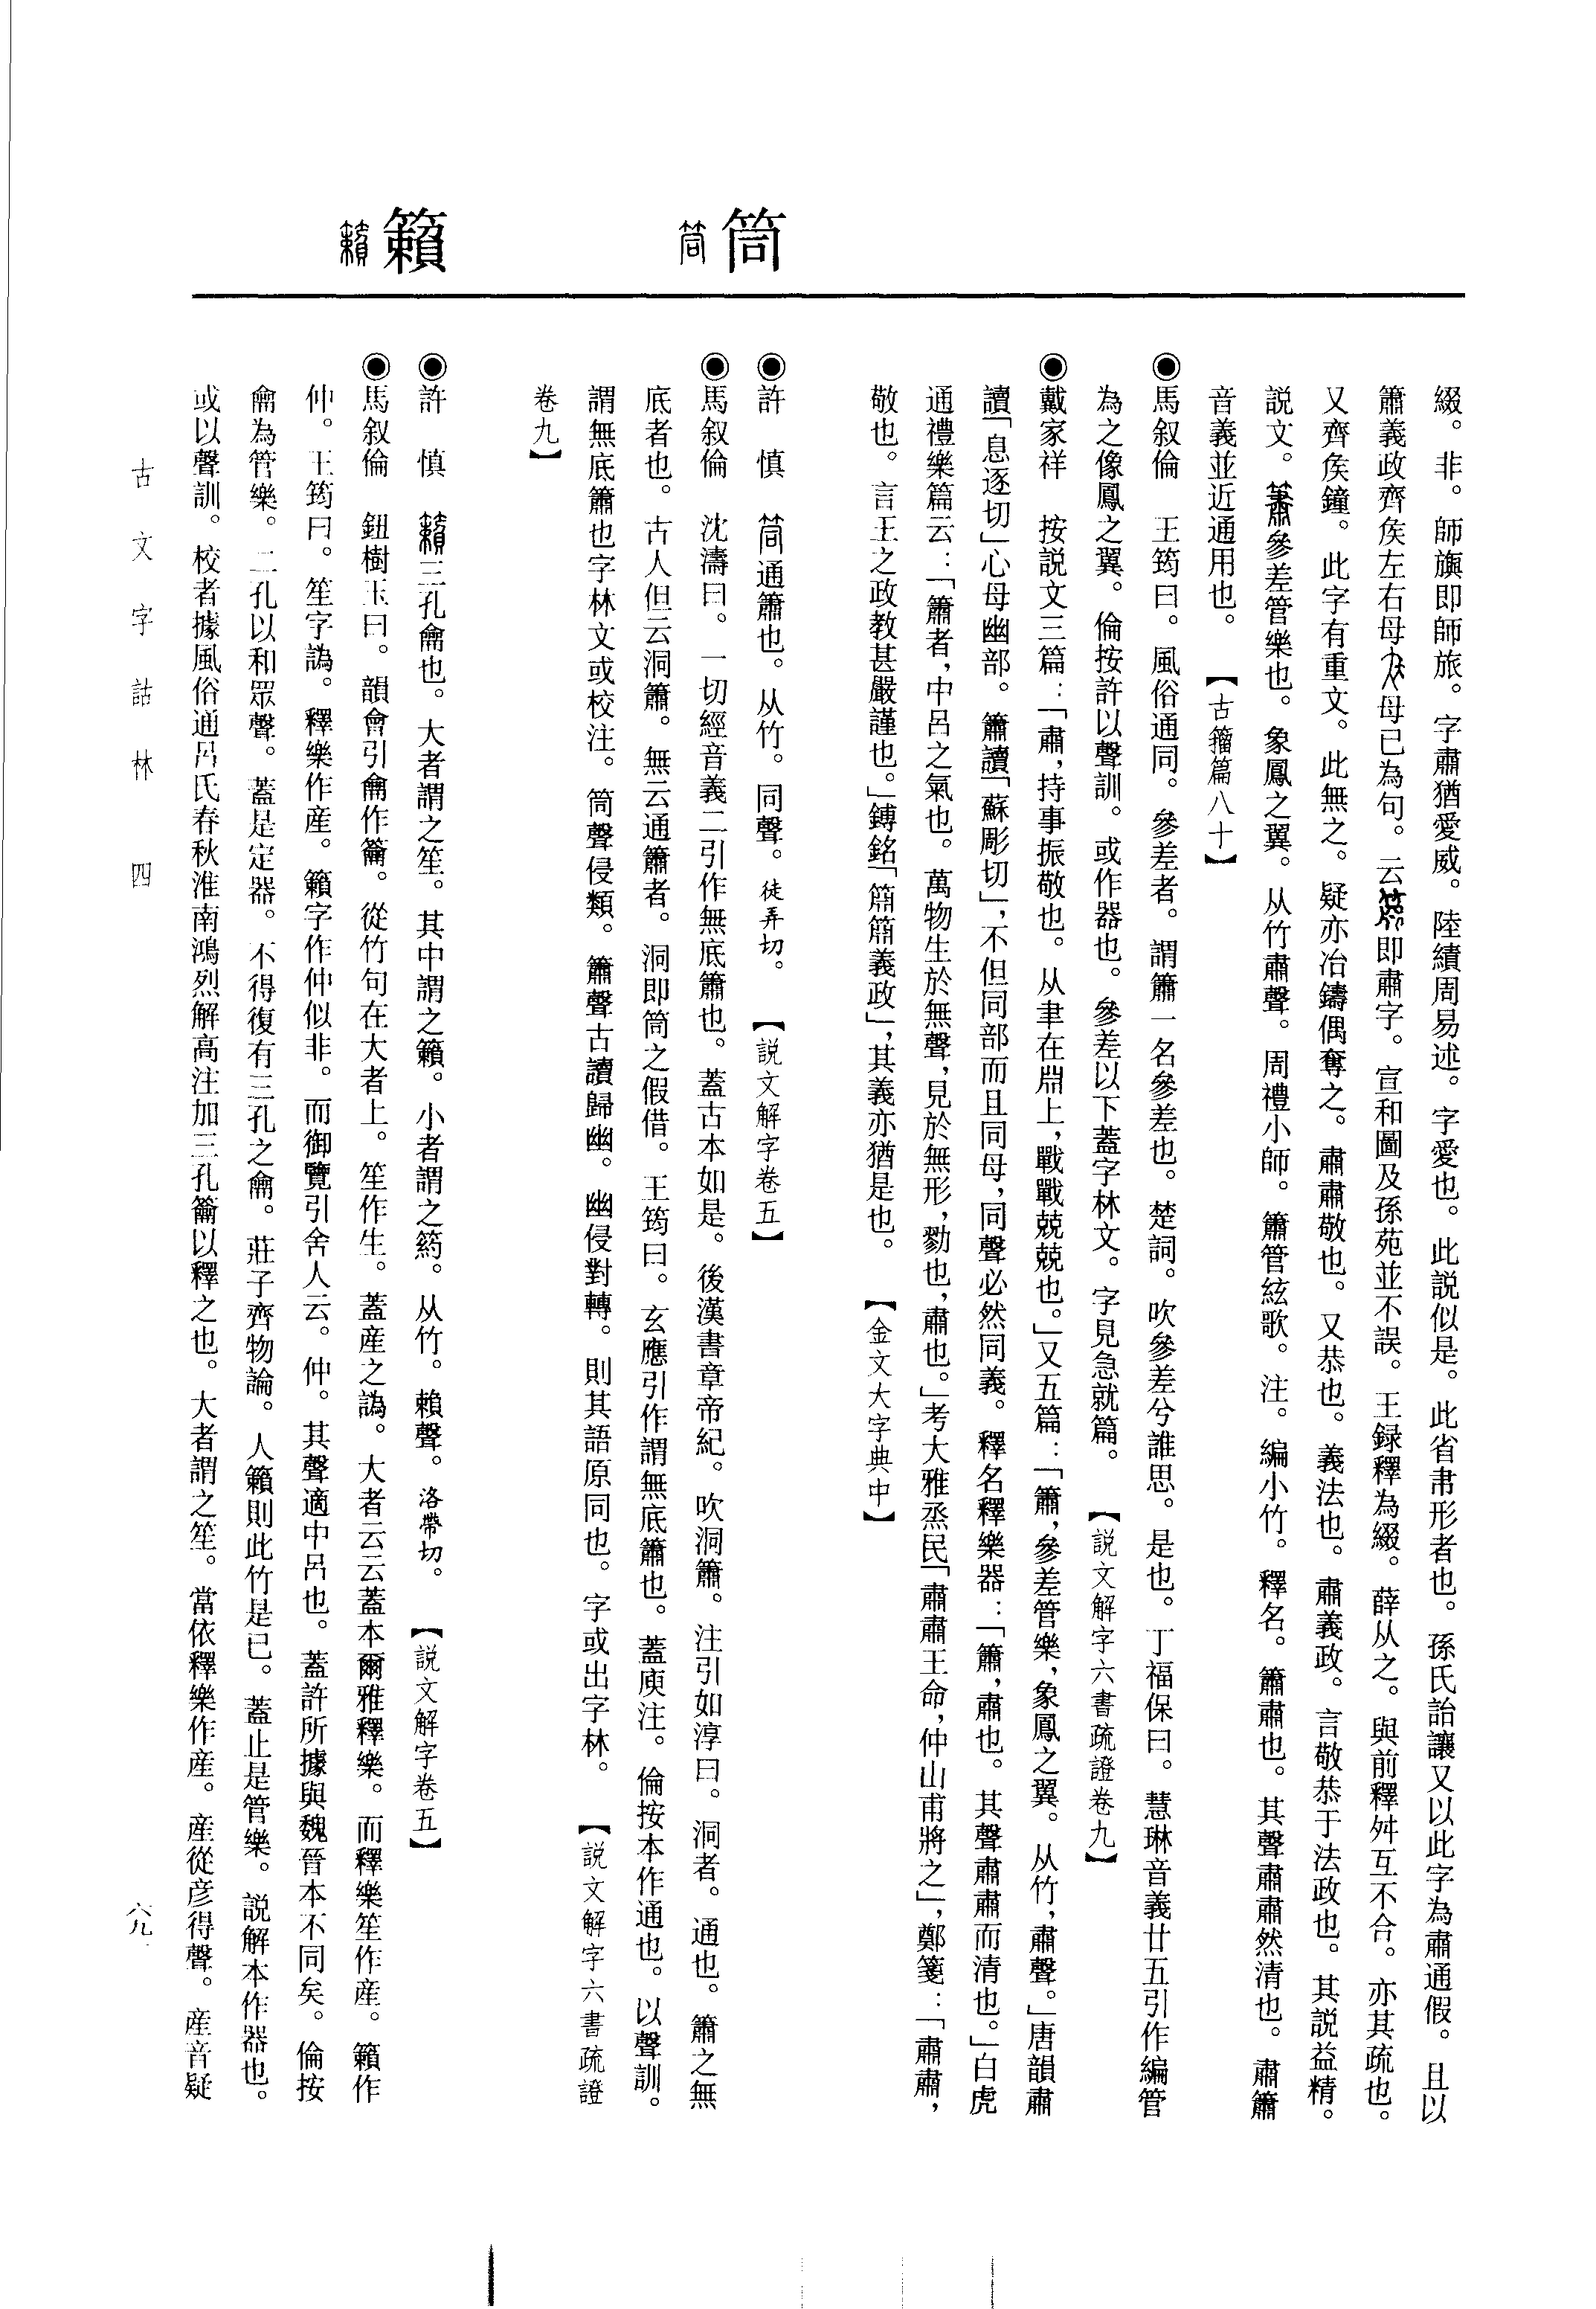 綴。非。師旟即師旅。字肅猶愛威。陸績周易述。字愛也。此説似是。此省肅形者也。孫氏詒讓又以此字為肅通假。且以
簫義政齊矦左右母母已為句。云即肅字。宣和圖及孫苑並不誤。王録釋為綴。薛从之。與前釋舛互不合。亦其疏也。
又齊矦鐘。此字有重文。此無之。疑亦冶鑄偶奪之。肅肅敬也。又恭也。義法也。肅義政。言敬恭于法政也。其説益精。
説文。簫參差管樂也。象鳳之翼。从竹肅聲。周禮小師。簫管絃歌。注。編小竹。釋名。簫肅也。其聲肅肅然清也。肅簫
音義並近通用也。【古籀篇八十】
◉馬叙倫　王筠曰。風俗通同。參差者。謂簫一名參差也。楚詞。吹參差兮誰思。是也。丁福保曰。慧琳音義廿五引作編管
為之像鳳之翼。倫按許以聲訓。或作器也。參差以下蓋字林文。字見急就篇。【説文解字六書疏證卷九】
◉戴家祥　按説文三篇：「肅，持事振敬也。从聿在𣶒上，戰戰兢兢也。」又五篇：「簫，參差管樂，象鳳之翼。从竹，肅聲。」唐韻肅
讀「息逐切」心母幽部。簫讀「蘇彫切」，不但同部而且同母，同聲必然同義。釋名釋樂器：「簫，肅也。其聲肅肅而清也。」白虎
通禮樂篇云：「簫者，中呂之氣也。萬物生於無聲，見於無形，勠也，肅也。」考大雅烝民「肅肅王命，仲山甫將之」，鄭箋：「肅肅，
敬也。言王之政教甚嚴謹也。」鎛銘「簫簫義政」，其義亦猶是也。【金文大字典中】
筒
◉許　慎　筒通簫也。从竹。同聲。徒弄切。【説文解字卷五】
◉馬叙倫　沈濤曰。一切經音義二引作無底簫也。蓋古本如是。後漢書章帝紀。吹洞簫。注引如淳曰。洞者。通也。簫之無
底者也。古人但云洞簫。無云通簫者。洞即筒之假借。王筠曰。玄應引作謂無底簫也。蓋庾注。倫按本作通也。以聲訓。
謂無底簫也字林文或校注。筒聲侵類。簫聲古讀歸幽。幽侵對轉。則其語原同也。字或出字林。【説文解字六書疏證
卷九】
籟
◉許　慎　籟三孔龠也。大者謂之笙。其中謂之籟。小者謂之箹。从竹。賴聲。洛帶切。【説文解字卷五】
◉馬叙倫　鈕樹玉曰。韻會引龠作籥。從竹句在大者上。笙作生。蓋産之譌。大者云云蓋本爾雅釋樂。而釋樂笙作産。籟作
仲。王筠曰。笙字譌。釋樂作産。籟字作仲似非。而御覽引舍人云。仲。其聲適中呂也。蓋許所據與魏晉本不同矣。倫按
龠為管樂。二孔以和眾聲。蓋是定器。不得復有三孔之龠。莊子齊物論。人籟則比竹是已。蓋止是管樂。説解本作器也。
或以聲訓。校者據風俗通呂氏春秋淮南鴻烈解高注加三孔籥以釋之也。大者謂之笙。當依釋樂作産。産從彦得聲。産音疑
古文字詁林　四
六九